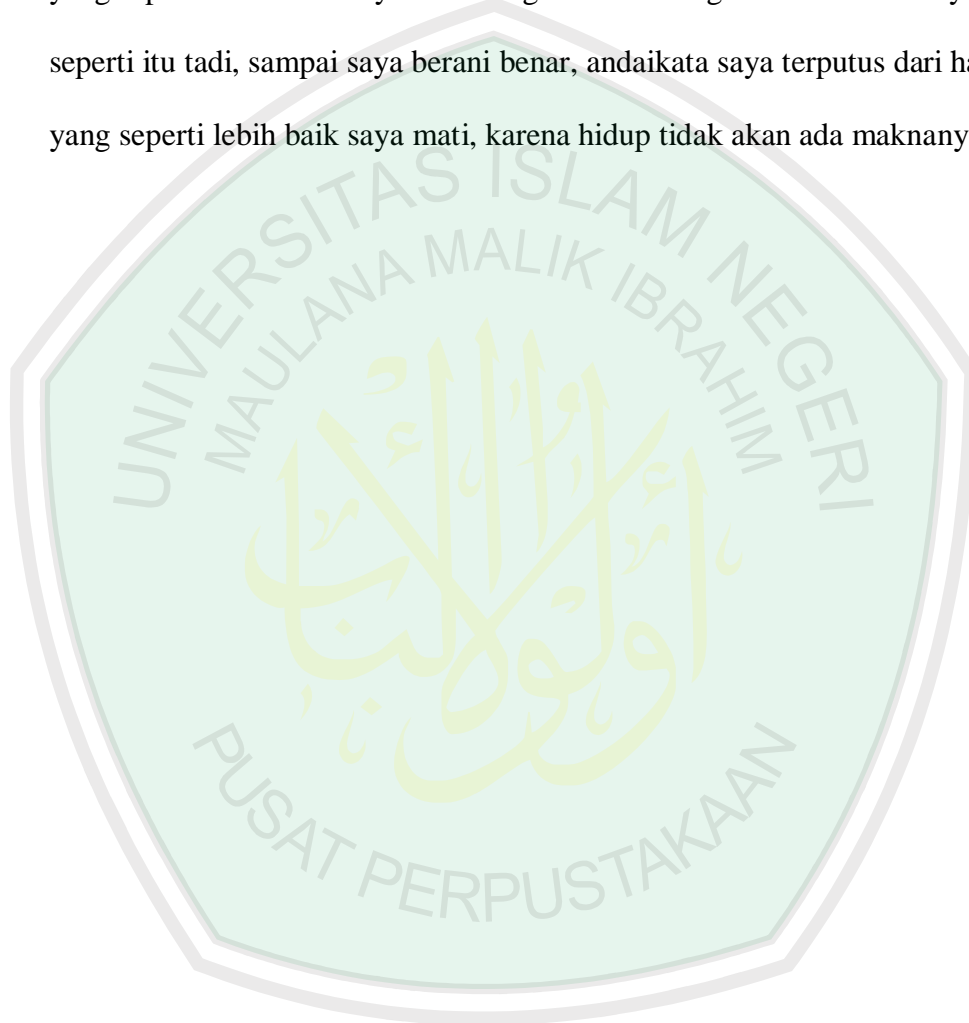 seperti itu tadi, sampai saya berani benar, andaikata saya terputus dari ha
yang seperti lebih baik saya mati, karena hidup tidak akan ada maknany
UNIVERSITAS ISLAM NEGERI
MAULANA MALIK IBRAHIM
PUSAT PERPUSTAKAAN